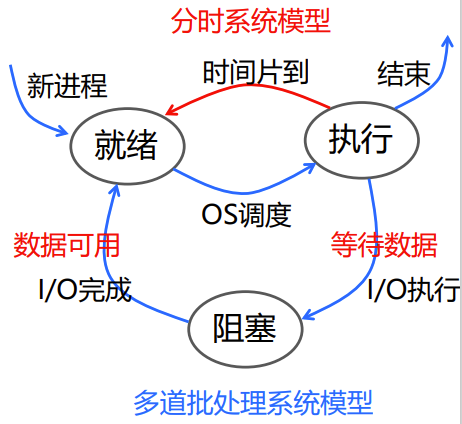 分时系统模型
时间片到
结束
新进程
就绪
执行
OS调度
数据可用
等待数据
I/O完成
I/O执行
阻塞
多道批处理系统模型